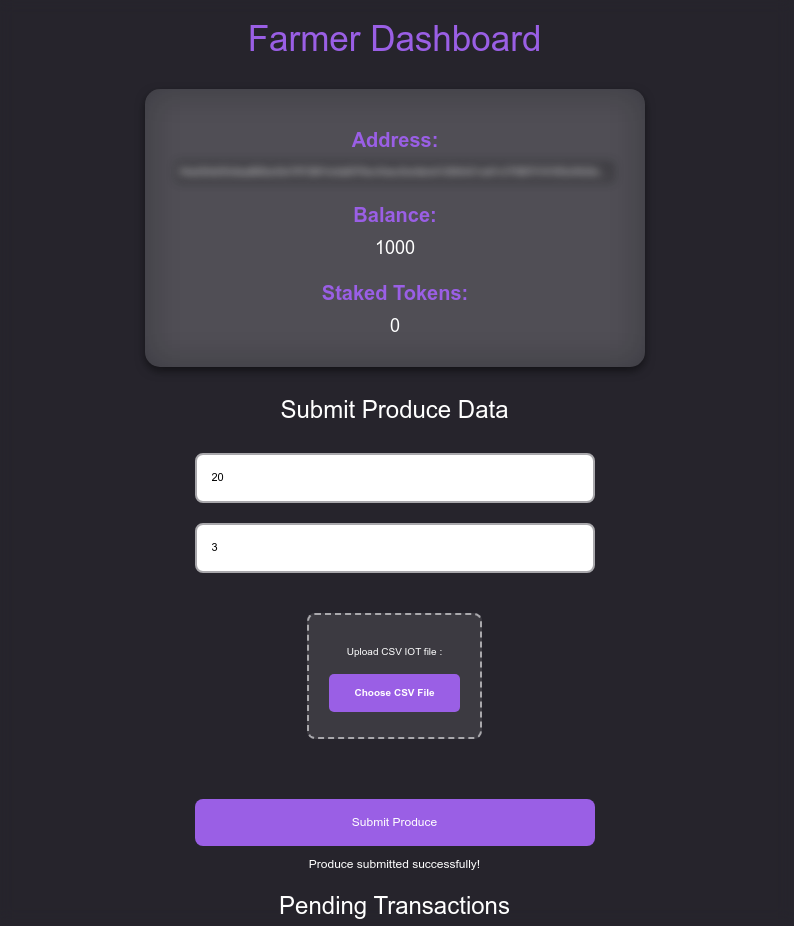 Farmer Dashboard
Address:
Balance:
1000
Staked Tokens:
0
Submit Produce Data
20
3
Upload CSV IOT file :
Choose CSV File
Submit Produce
Produce submitted successfully!
Pending Transactions